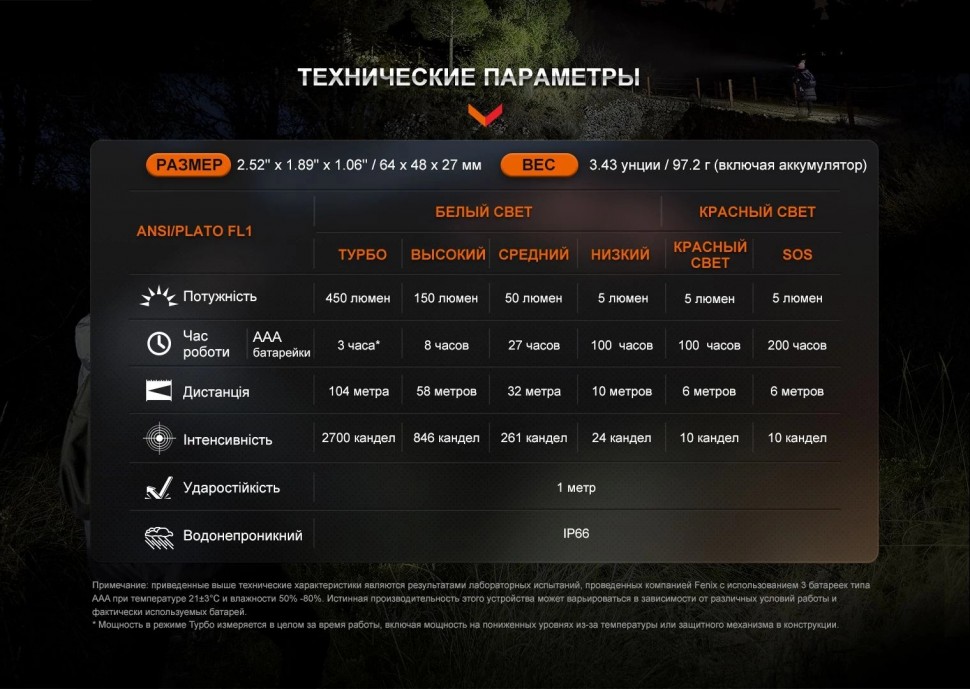 ТЕХНИЧЕСКИЕ ПАРАМЕТРЫ
РАЗМЕР 2.52" x 1.89" x 1.06" / 64 x 48 x 27 мм ВЕС 3.43 унции / 97.2 г (включая аккумулятор)
ANSI/PLATO FL1 БЕЛЫЙ СВЕТ КРАСНЫЙ СВЕТ
ТУРБО ВЫСОКИЙ СРЕДНИЙ НИЗКИЙ КРАСНЫЙ СВЕТ SOS
Потужність 450 люмен 150 люмен 50 люмен 5 люмен 5 люмен 5 люмен
Час роботи AAA батарейки 3 часа* 8 часов 27 часов 100 часов 100 часов 200 часов
Дистанція 104 метра 58 метров 32 метра 10 метров 6 метров 6 метров
Інтенсивність 2700 кандел 846 кандел 261 кандел 24 кандел 10 кандел 10 кандел
Ударостійкість 1 метр
Водонепроникний IP66
Примечание: приведенные выше технические характеристики являются результатами лабораторных испытаний, проведенных компанией Fenix с использованием 3 батареек типа
AAA при температуре 21±3°C и влажности 50% -80%. Истинная производительность этого устройства может варьироваться в зависимости от различных условий работы и
фактически используемых батарей.
* Мощность в режиме Турбо измеряется в целом за время работы, включая мощность на пониженных уровнях из-за температуры или защитного механизма в конструкции.